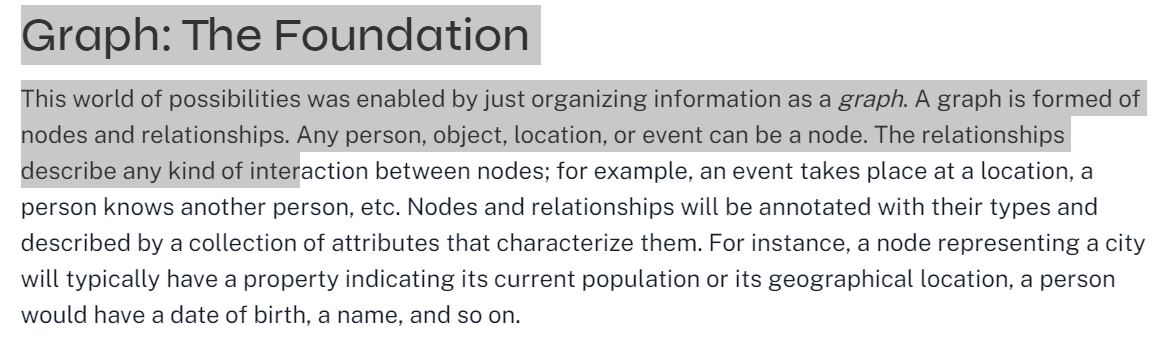 Graph: The Foundation
This world of possibilities was enabled by just organizing information as a graph. A graph is formed of
nodes and relationships. Any person, object, location, or event can be a node. The relationships
describe any kind of interaction between nodes; for example, an event takes place at a location, a
person knows another person, etc. Nodes and relationships will be annotated with their types and
described by a collection of attributes that characterize them. For instance, a node representing a city
will typically have a property indicating its current population or its geographical location, a person
would have a date of birth, a name, and so on.